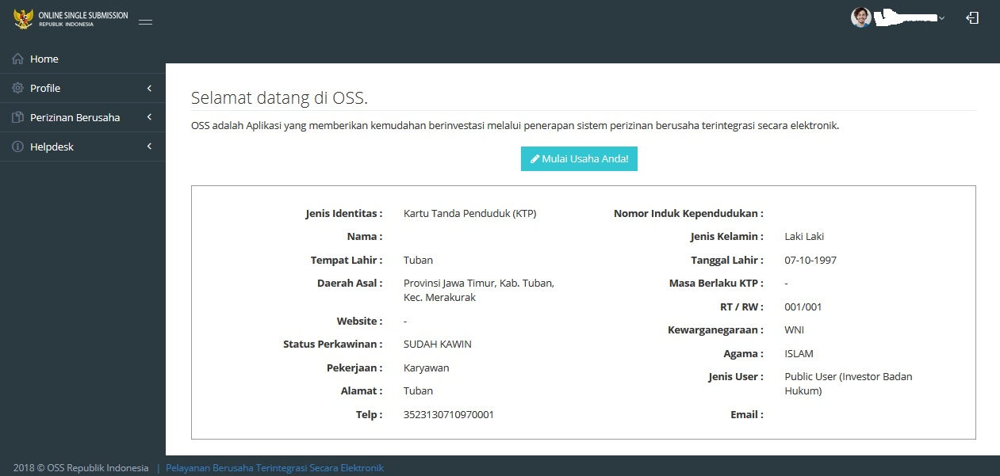 ONLINE SINGLE SUBMISSION
REPUBLIK INDONESIA
Home
Profile
Perizinan Berusaha
Helpdesk
Selamat datang di OSS.
OSS adalah Aplikasi yang memberikan kemudahan berinvestasi melalui penerapan sistem perizinan berusaha terintegrasi secara elektronik.
Mulai Usaha Anda!
Jenis Identitas : Kartu Tanda Penduduk (KTP)
Nama :
Tempat Lahir : Tuban
Daerah Asal : Provinsi Jawa Timur, Kab. Tuban,
Kec. Merakurak
Website : -
Status Perkawinan : SUDAH KAWIN
Pekerjaan : Karyawan
Alamat : Tuban
Telp : 3523130710970001
Nomor Induk Kependudukan :
Jenis Kelamin : Laki Laki
Tanggal Lahir : 07-10-1997
Masa Berlaku KTP : -
RT / RW : 001/001
Kewarganegaraan : WNI
Agama : ISLAM
Jenis User : Public User (Investor Badan
Hukum)
Email :
2018 © OSS Republik Indonesia | Pelayanan Berusaha Terintegrasi Secara Elektronik